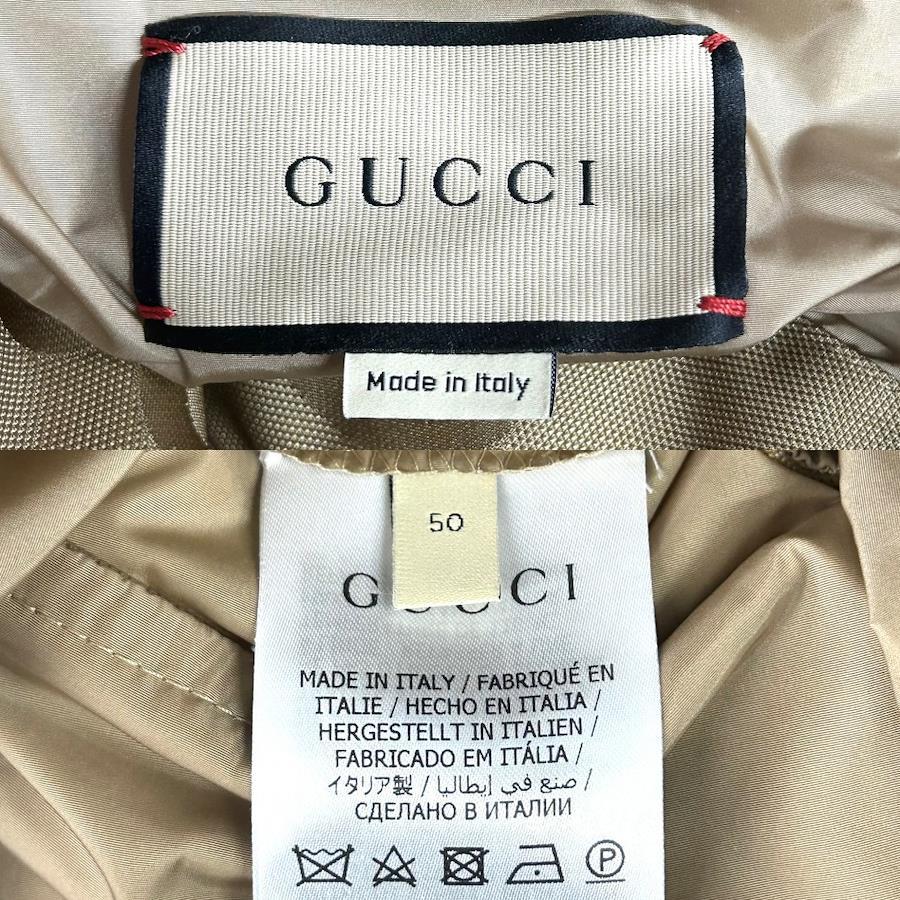 GUCCI
Made in Italy
50
GUCCI
MADE IN ITALY / FABRIQUÉ EN
ITALIE / HECHO EN ITALIA /
HERGESTELLT IN ITALIEN /
FABRICADO EM ITÁLIA /
イタリア製 / صنع في إيطاليا /
СДЕЛАНО В ИТАЛИИ
P